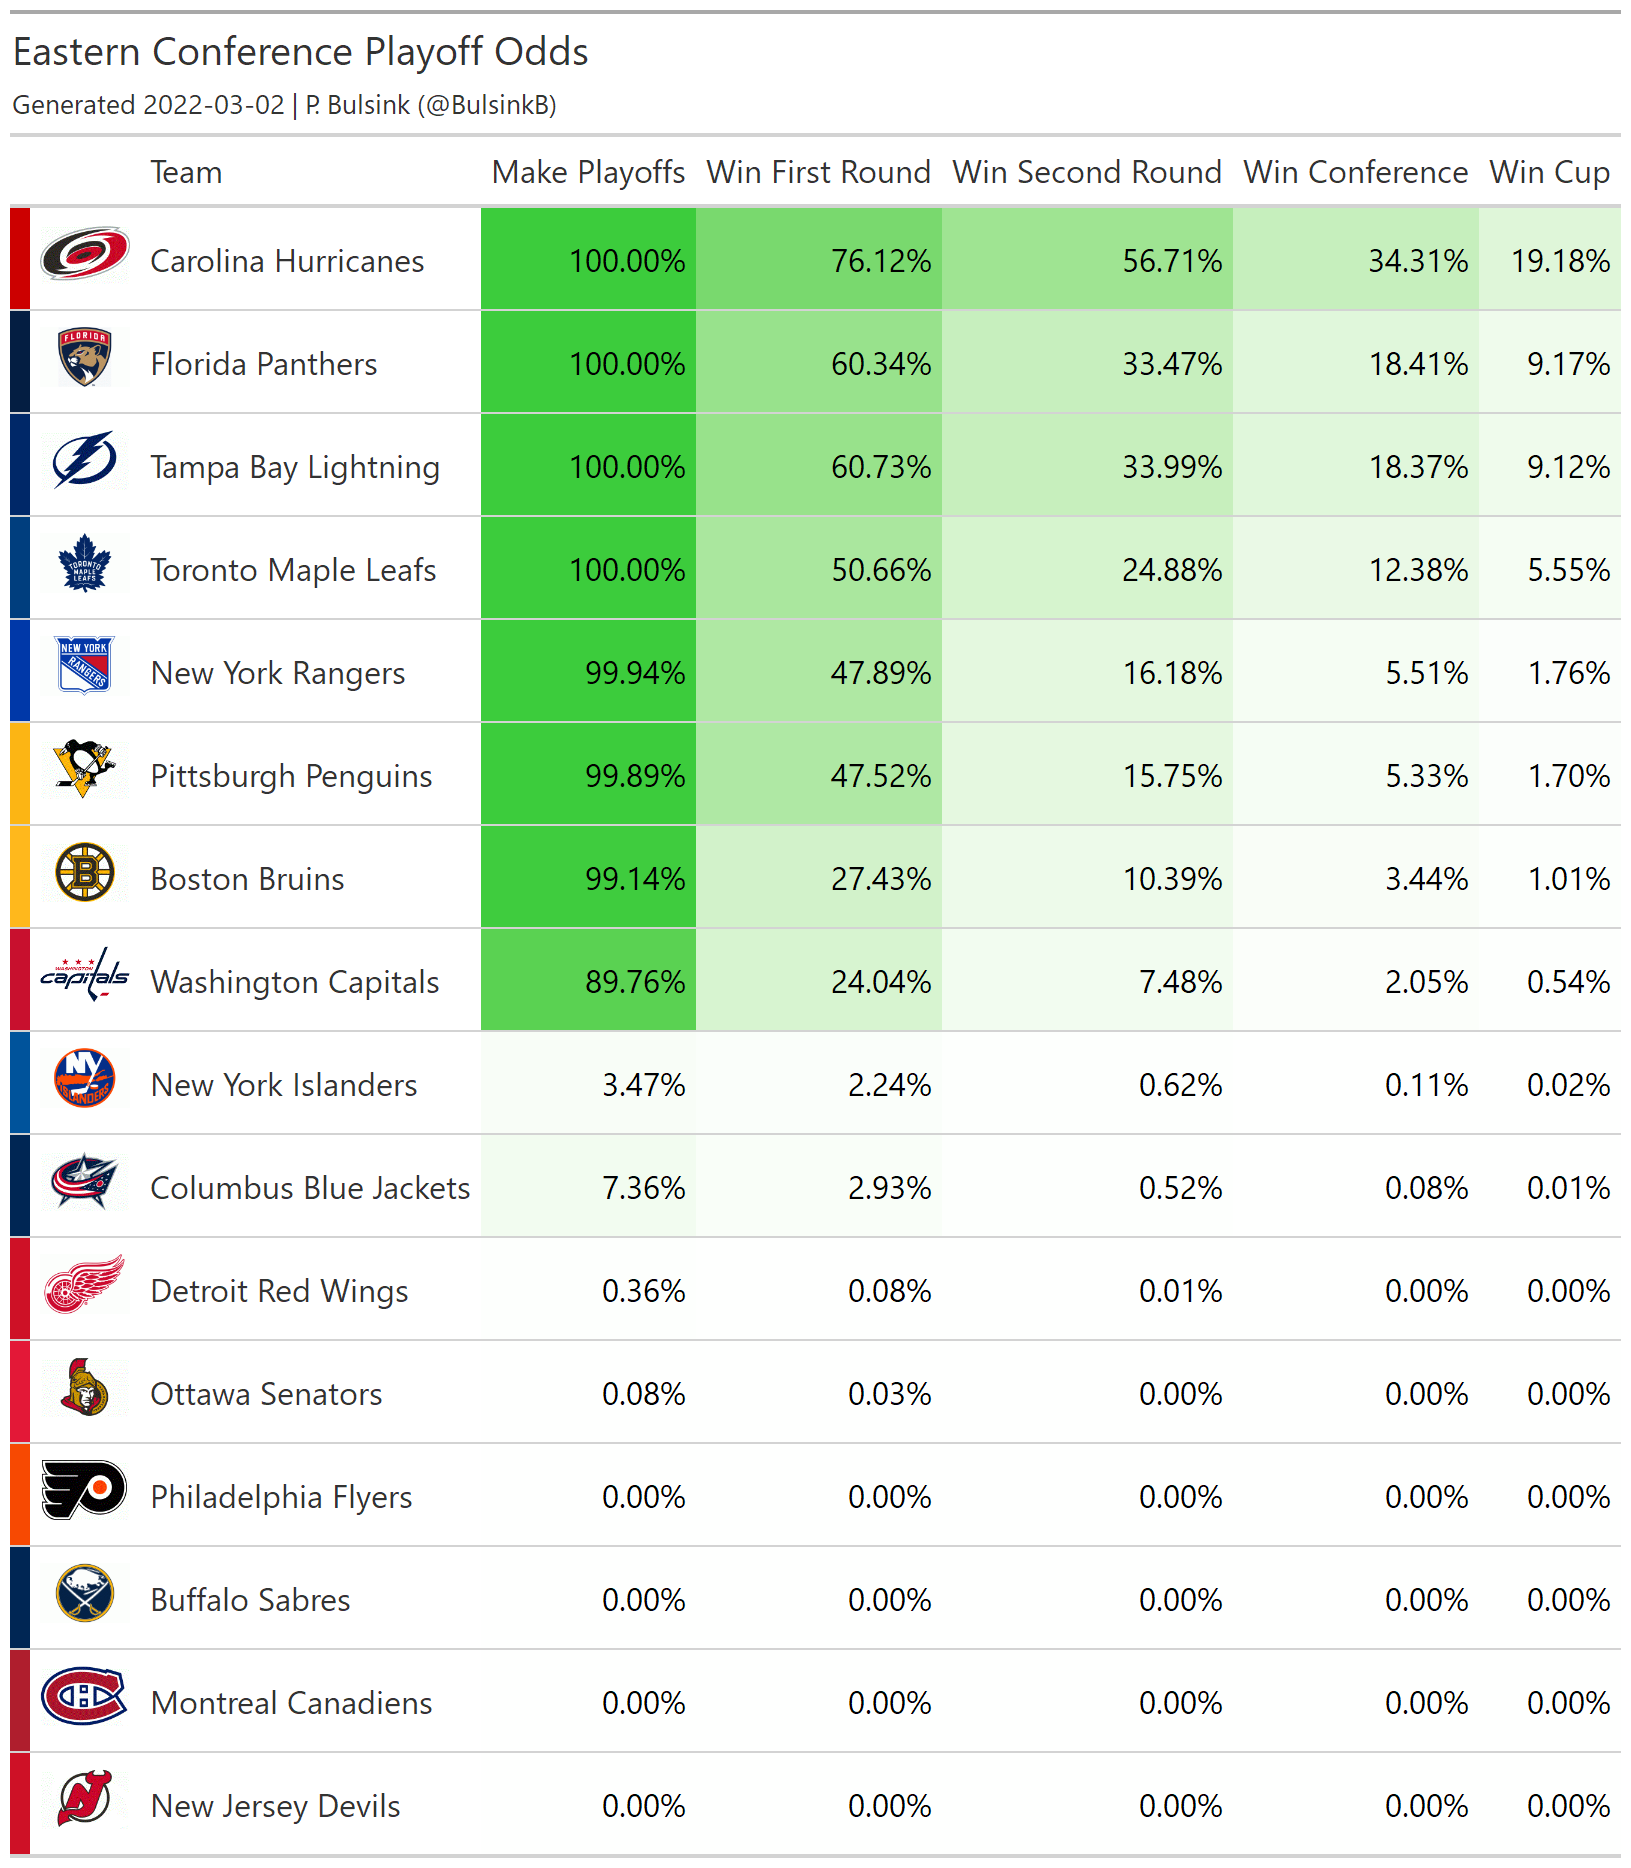 Eastern Conference Playoff Odds
Generated 2022-03-02 | P. Bulsink (@BulsinkB)
Team Make Playoffs Win First Round Win Second Round Win Conference Win Cup
Carolina Hurricanes 100.00% 76.12% 56.71% 34.31% 19.18%
FLORIDA
Florida Panthers 100.00% 60.34% 33.47% 18.41% 9.17%
Tampa Bay Lightning 100.00% 60.73% 33.99% 18.37% 9.12%
TORONTO
MAPLE
LEAFS
Toronto Maple Leafs 100.00% 50.66% 24.88% 12.38% 5.55%
NEW YORK
RANGERS
New York Rangers 99.94% 47.89% 16.18% 5.51% 1.76%
Pittsburgh Penguins 99.89% 47.52% 15.75% 5.33% 1.70%
B
Boston Bruins 99.14% 27.43% 10.39% 3.44% 1.01%
WASHINGTON
capitals
Washington Capitals 89.76% 24.04% 7.48% 2.05% 0.54%
NY
ISLANDERS
New York Islanders 3.47% 2.24% 0.62% 0.11% 0.02%
Columbus Blue Jackets 7.36% 2.93% 0.52% 0.08% 0.01%
Detroit Red Wings 0.36% 0.08% 0.01% 0.00% 0.00%
Ottawa Senators 0.08% 0.03% 0.00% 0.00% 0.00%
Philadelphia Flyers 0.00% 0.00% 0.00% 0.00% 0.00%
Buffalo Sabres 0.00% 0.00% 0.00% 0.00% 0.00%
Montreal Canadiens 0.00% 0.00% 0.00% 0.00% 0.00%
New Jersey Devils 0.00% 0.00% 0.00% 0.00% 0.00%